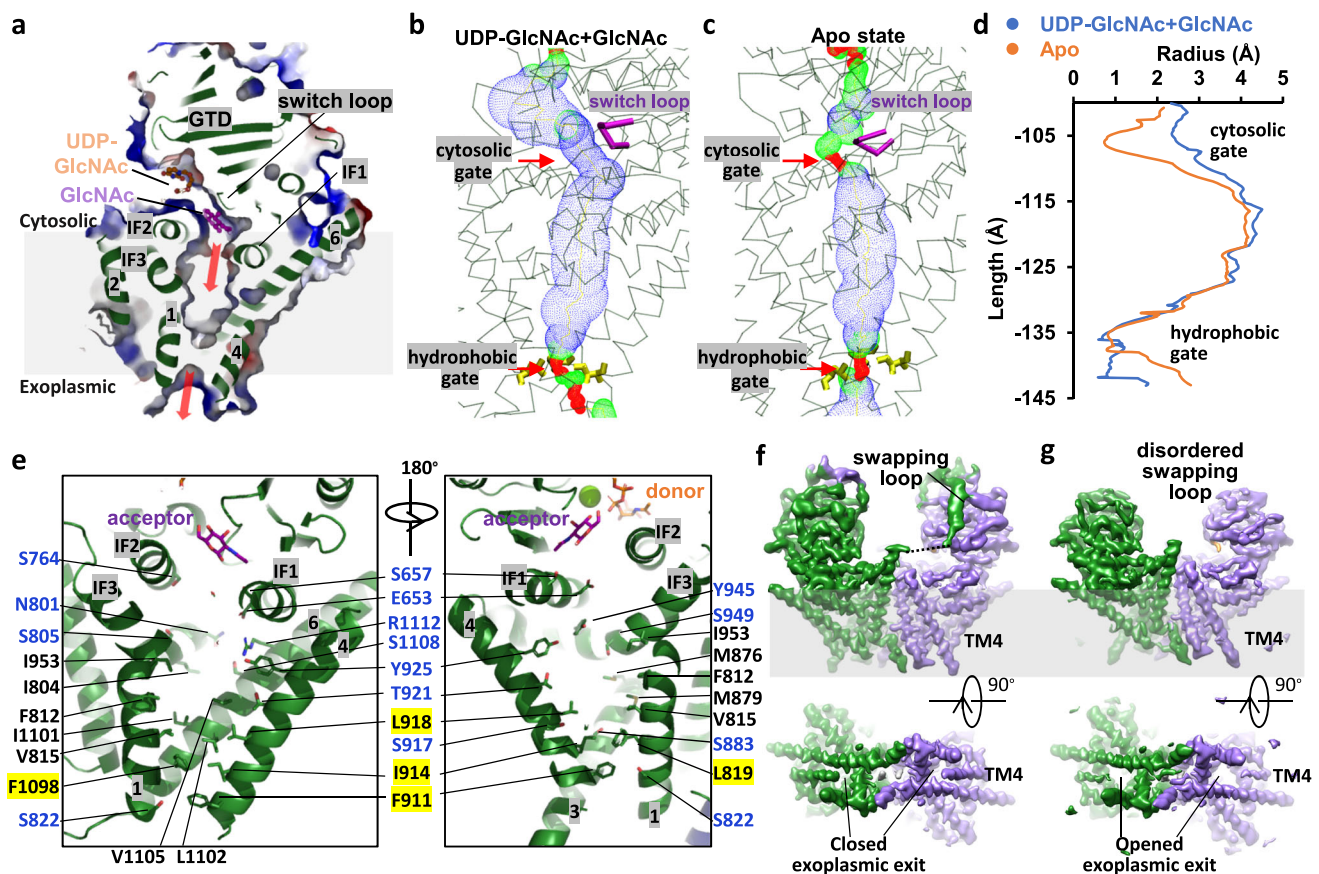 a
UDP-GlcNAc
GlcNAc
Cytosolic
GTD
switch loop
IF1
IF2
IF3
2
1
6
4
Exoplasmic
b
UDP-GlcNAc+GlcNAc
switch loop
cytosolic
gate
hydrophobic
gate
c
Apo state
switch loop
cytosolic
gate
hydrophobic
gate
d
UDP-GlcNAc+GlcNAc
Apo
Radius (Å)
0 1 2 3 4 5
Length (Å)
-105
-115
-125
-135
-145
cytosolic
gate
hydrophobic
gate
e
180°
acceptor
IF2
IF1
IF3
6
4
1
S764
N801
S805
I953
I804
F812
I1101
V815
F1098
S822
V1105 L1102
S657
E653
R1112
S1108
Y925
T921
L918
S917
I914
F911
acceptor
donor
IF2
IF1
IF3
4
3
1
Y945
S949
I953
M876
F812
M879
V815
S883
L819
S822
f
swapping
loop
TM4
90°
TM4
Closed
exoplasmic exit
g
disordered
swapping
loop
TM4
90°
TM4
Opened
exoplasmic exit